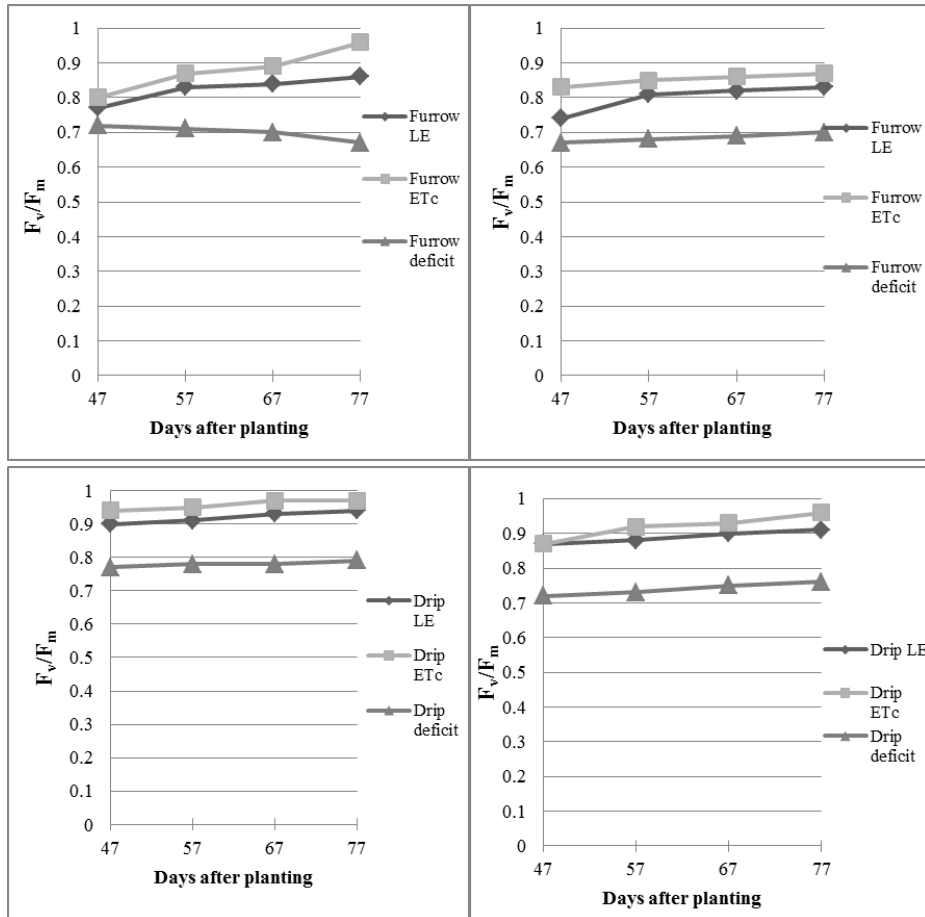 1
0.9
0.8
0.7
0.6
0.5
0.4
0.3
0.2
0.1
0
47 57 67 77
Fv/Fm
Days after planting
Furrow
LE
Furrow
ETc
Furrow
deficit
1
0.9
0.8
0.7
0.6
0.5
0.4
0.3
0.2
0.1
0
47 57 67 77
Fv/Fm
Days after planting
Furrow
LE
Furrow
ETc
Furrow
deficit
1
0.9
0.8
0.7
0.6
0.5
0.4
0.3
0.2
0.1
0
47 57 67 77
Fv/Fm
Days after planting
Drip
LE
Drip
ETc
Drip
deficit
1
0.9
0.8
0.7
0.6
0.5
0.4
0.3
0.2
0.1
0
47 57 67 77
Fv/Fm
Days after planting
Drip LE
Drip
ETc
Drip
deficit